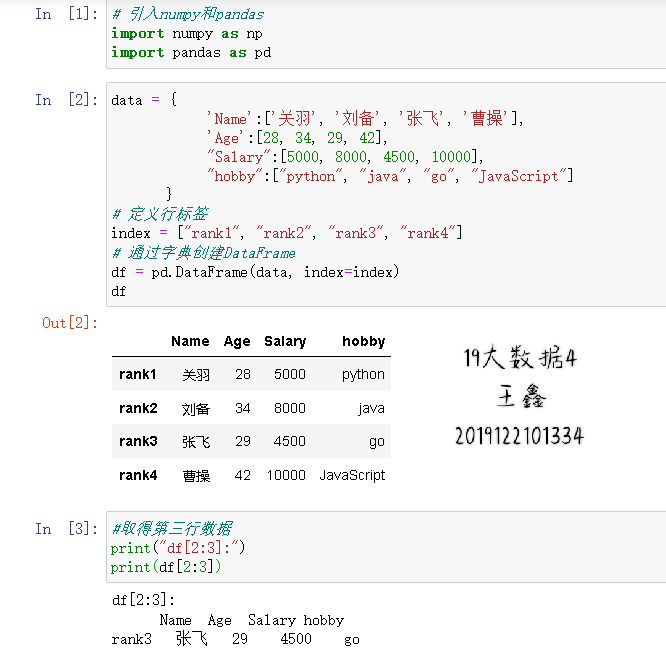 In [1]:
# 引入numpy和pandas
import numpy as np
import pandas as pd
In [2]:
data = {
'Name':['关羽', '刘备', '张飞', '曹操'],
'Age':[28, 34, 29, 42],
"Salary":[5000, 8000, 4500, 10000],
"hobby":["python", "java", "go", "JavaScript"]
}
# 定义行标签
index = ["rank1", "rank2", "rank3", "rank4"]
# 通过字典创建DataFrame
df = pd.DataFrame(data, index=index)
df
Out[2]:
Name Age Salary hobby
rank1 关羽 28 5000 python
rank2 刘备 34 8000 java
rank3 张飞 29 4500 go
rank4 曹操 42 10000 JavaScript
19大数据4
王鑫
2019122101334
In [3]:
#取得第三行数据
print("df[2:3]:")
print(df[2:3])
df[2:3]:
Name Age Salary hobby
rank3 张飞 29 4500 go